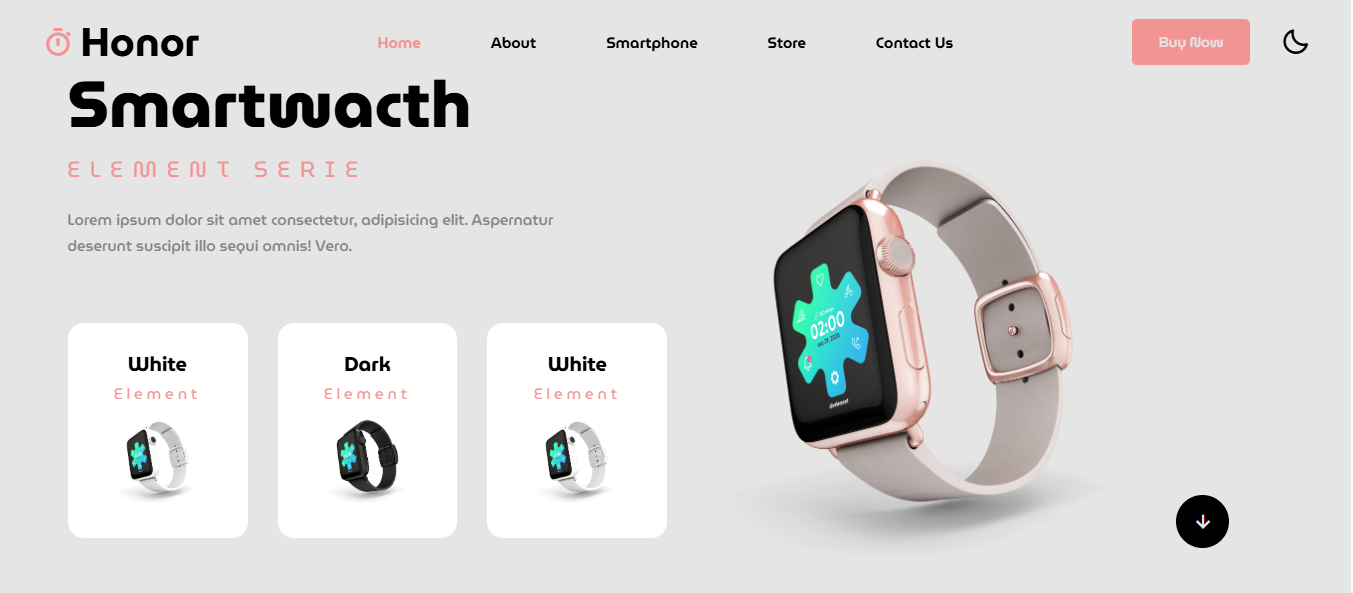 Honor
Home
About
Smartphone
Store
Contact Us
Buy Now
Smartwacth
ELEMENT SERIE
Lorem ipsum dolor sit amet consectetur, adipisicing elit. Aspernatur
deserunt suscipit illo sequi omnis! Vero.
White
Element
Dark
Element
White
Element
02:00